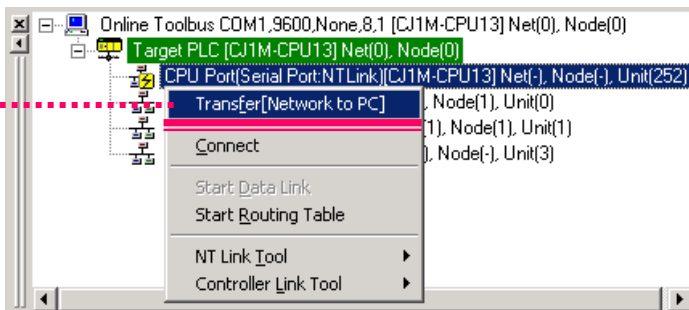 Online Toolbus COM1,9600,None,8,1 [CJ1M-CPU13] Net(0), Node(0)
Target PLC [CJ1M-CPU13] Net(0), Node(0)
CPU Port(Serial Port:NTLink)[CJ1M-CPU13] Net(-), Node(-), Unit(252)
Transfer[Network to PC]
, Node(1), Unit(0)
1), Node(1), Unit(1)
Connect
), Node(-), Unit(3)
Start Data Link
Start Routing Table
NT Link Tool
Controller Link Tool